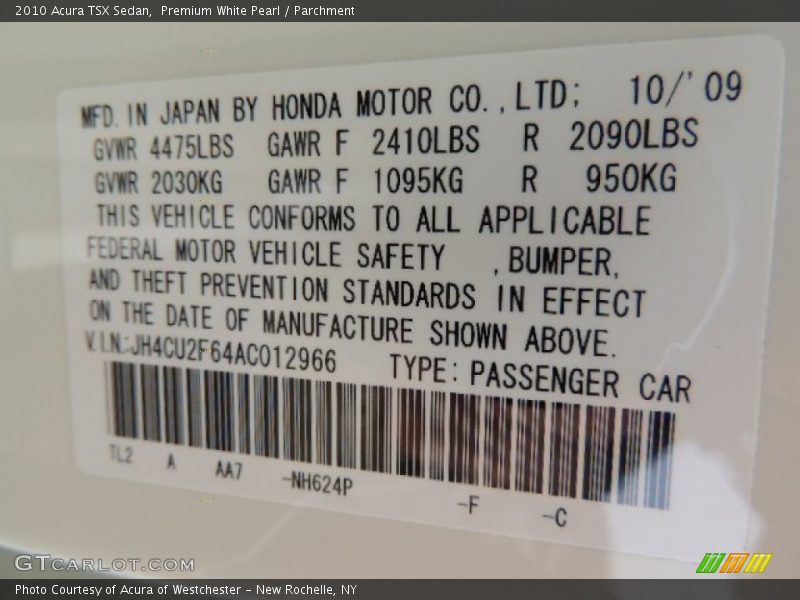 2010 Acura TSX Sedan,  Premium White Pearl / Parchment
MFD. IN JAPAN BY HONDA MOTOR CO., LTD; 10/'09
GVWR 4475LBS GAWR F 2410LBS R 2090LBS
GVWR 2030KG GAWR F 1095KG R 950KG
THIS VEHICLE CONFORMS TO ALL APPLICABLE
FEDERAL MOTOR VEHICLE SAFETY , BUMPER,
AND THEFT PREVENTION STANDARDS IN EFFECT
ON THE DATE OF MANUFACTURE SHOWN ABOVE.
V.I.N.:JH4CU2F64AC012966 TYPE: PASSENGER CAR
TL2 A AA7 -NH624P -F -C
GTCARLOT.COM
Photo Courtesy of Acura of Westchester - New Rochelle, NY